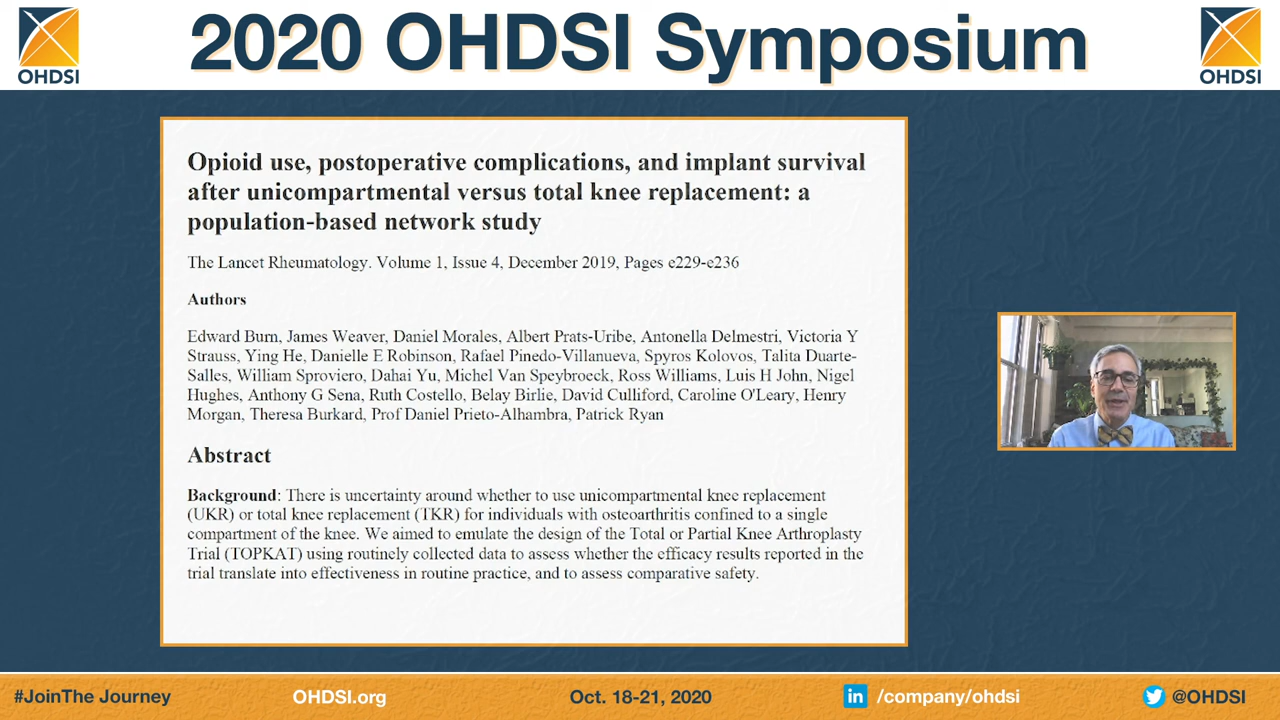 2020 OHDSI Symposium
OHDSI
OHDSI
Opioid use, postoperative complications, and implant survival
after unicompartmental versus total knee replacement: a
population-based network study
The Lancet Rheumatology. Volume 1, Issue 4, December 2019, Pages e229-e236
Authors
Edward Burn, James Weaver, Daniel Morales, Albert Prats-Uribe, Antonella Delmestri, Victoria Y
Strauss, Ying He, Danielle E Robinson, Rafael Pinedo-Villanueva, Spyros Kolovos, Talita Duarte-
Salles, William Sproviero, Dahai Yu, Michel Van Speybroeck, Ross Williams, Luis H John, Nigel
Hughes, Anthony G Sena, Ruth Costello, Belay Birlie, David Culliford, Caroline O'Leary, Henry
Morgan, Theresa Burkard, Prof Daniel Prieto-Alhambra, Patrick Ryan
Abstract
Background: There is uncertainty around whether to use unicompartmental knee replacement
(UKR) or total knee replacement (TKR) for individuals with osteoarthritis confined to a single
compartment of the knee. We aimed to emulate the design of the Total or Partial Knee Arthroplasty
Trial (TOPKAT) using routinely collected data to assess whether the efficacy results reported in the
trial translate into effectiveness in routine practice, and to assess comparative safety.
#JoinThe Journey
OHDSI.org
Oct. 18-21, 2020
in /company/ohdsi
@OHDSI